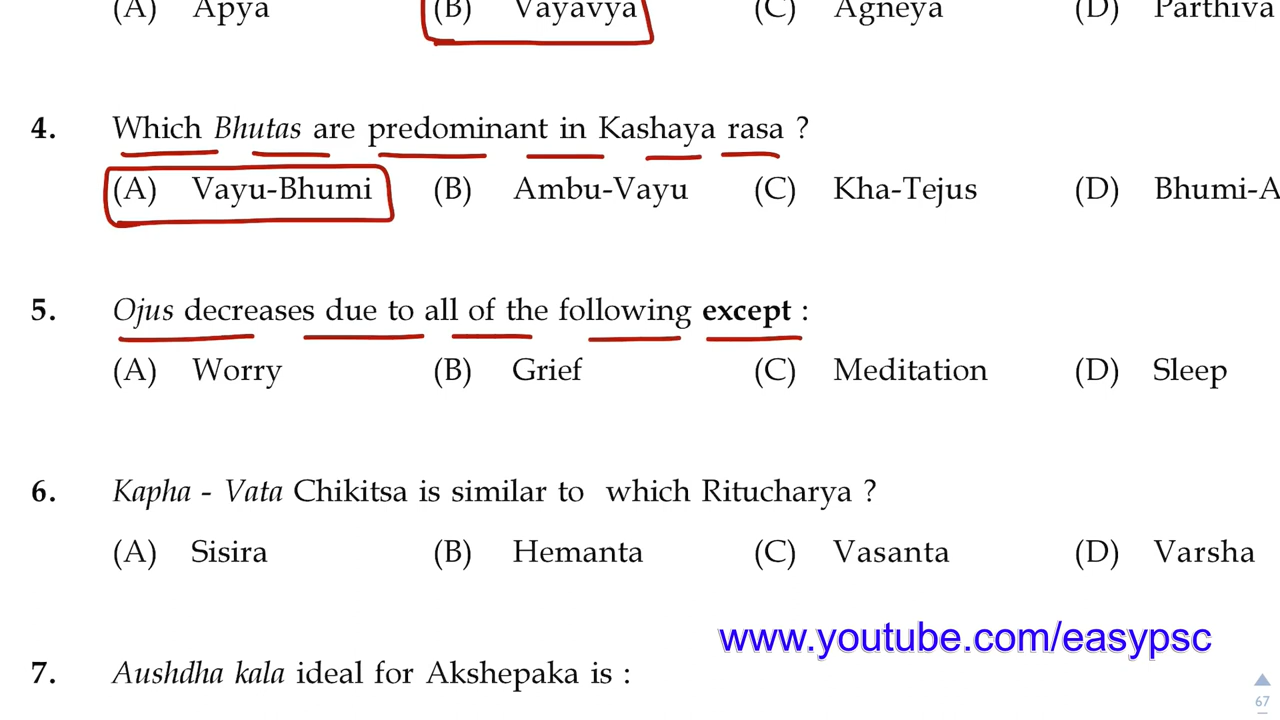 (A) Apya (B) Vayavya (C) Agneya (D) Parthiva
4. Which Bhutas are predominant in Kashaya rasa ?
(A) Vayu-Bhumi (B) Ambu-Vayu (C) Kha-Tejus (D) Bhumi-A
5. Ojus decreases due to all of the following except :
(A) Worry (B) Grief (C) Meditation (D) Sleep
6. Kapha - Vata Chikitsa is similar to which Ritucharya ?
(A) Sisira (B) Hemanta (C) Vasanta (D) Varsha
www.youtube.com/easypsc
7. Aushdha kala ideal for Akshepaka is :
67